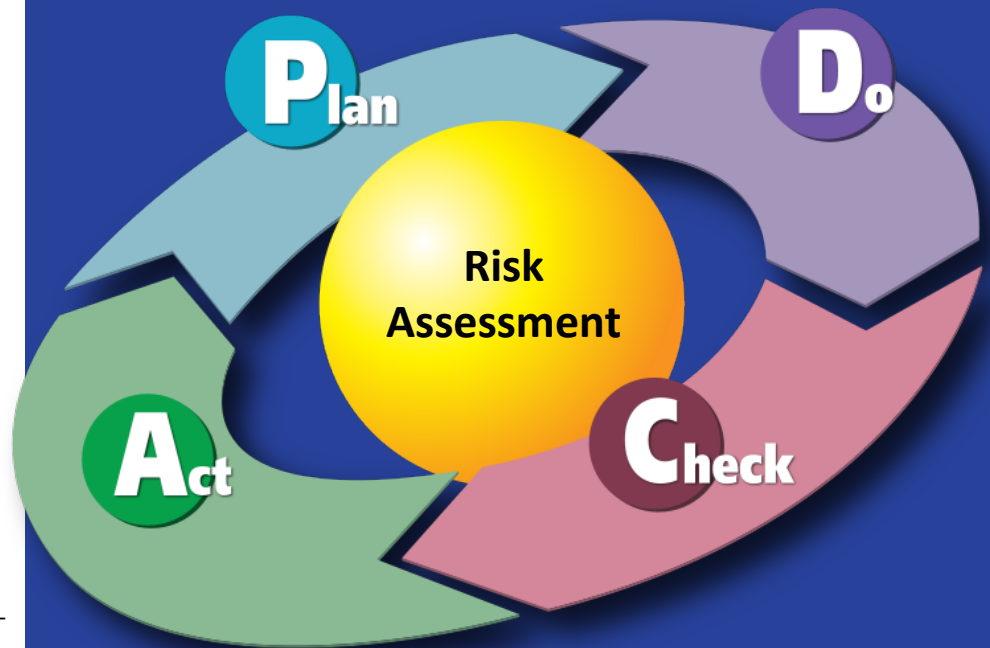 Plan
Do
Risk
Assessment
Check
Act